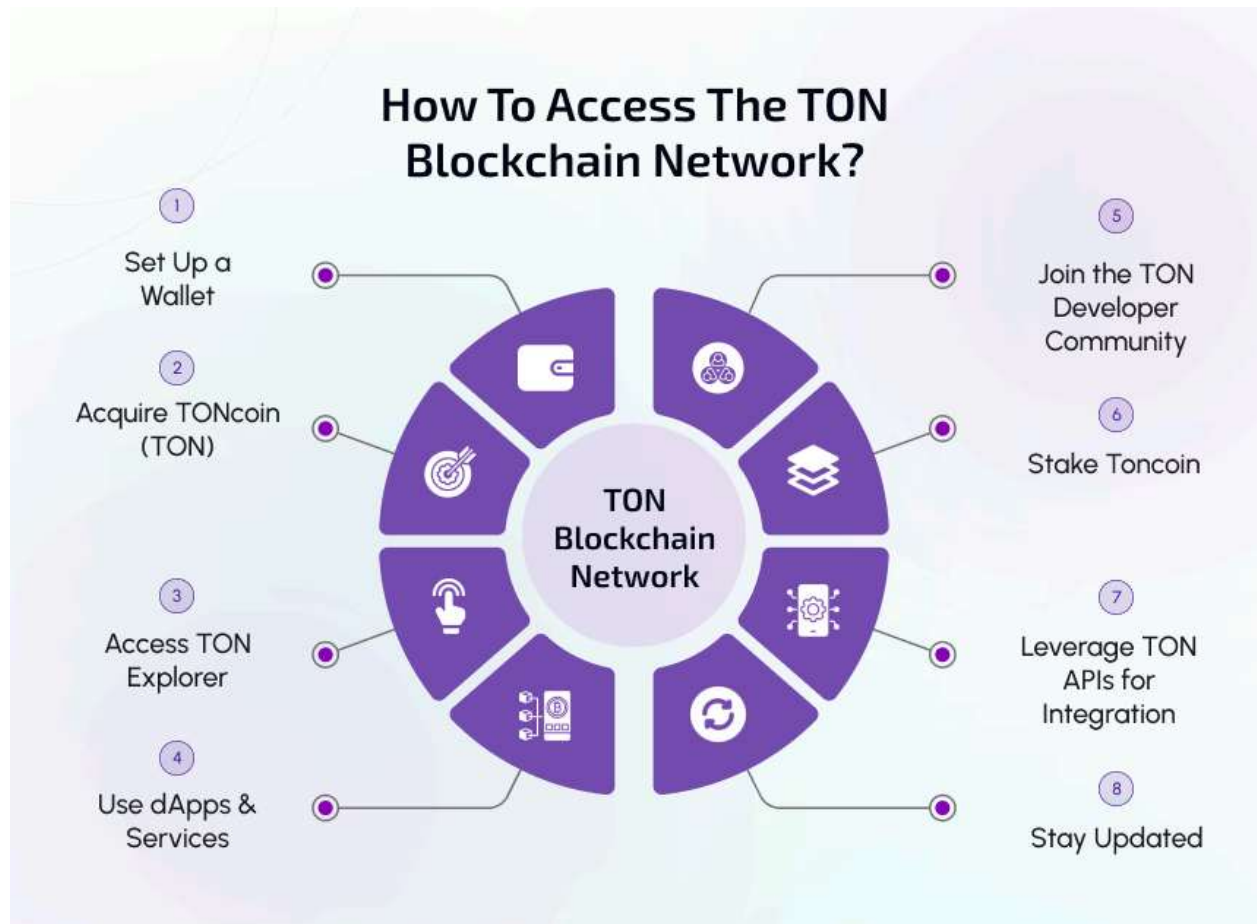 How To Access The TON
Blockchain Network?
1
Set Up a
Wallet
2
Acquire TONcoin
(TON)
3
Access TON
Explorer
4
Use dApps &
Services
TON
Blockchain
Network
5
Join the TON
Developer
Community
6
Stake Toncoin
7
Leverage TON
APIs for
Integration
8
Stay Updated